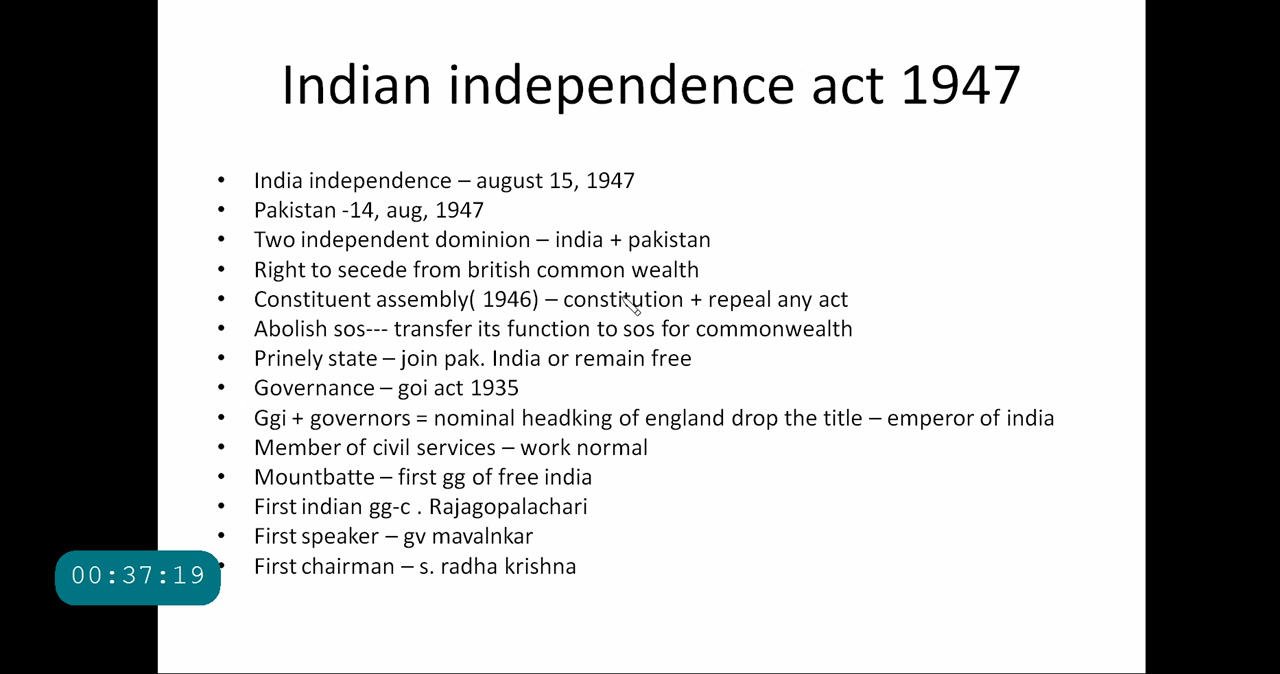 Indian independence act 1947
• India independence – august 15, 1947
• Pakistan -14, aug, 1947
• Two independent dominion – india + pakistan
• Right to secede from british common wealth
• Constituent assembly( 1946) – constitution + repeal any act
• Abolish sos--- transfer its function to sos for commonwealth
• Prinely state – join pak. India or remain free
• Governance – goi act 1935
• Ggi + governors = nominal headking of england drop the title – emperor of india
• Member of civil services – work normal
• Mountbatte – first gg of free india
• First indian gg-c . Rajagopalachari
• First speaker – gv mavalnkar
• First chairman – s. radha krishna
00:37:19